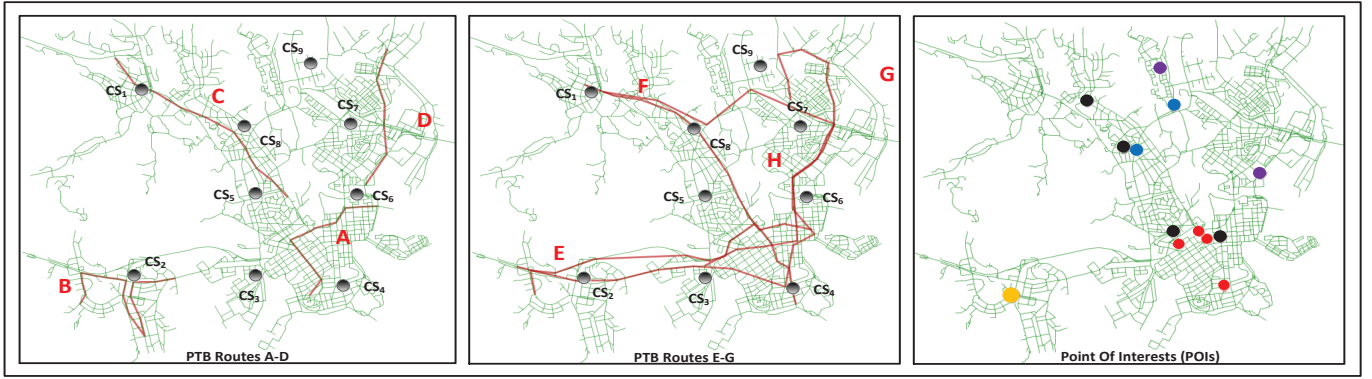 CS9
CS1
C
CS7
D
CS8
CS5
CS6
A
CS2
B
CS3
CS4
PTB Routes A-D
CS9
G
CS1
F
CS7
CS8
H
CS5
CS6
E
CS2
CS3
CS4
PTB Routes E-G
Point Of Interests (POIs)